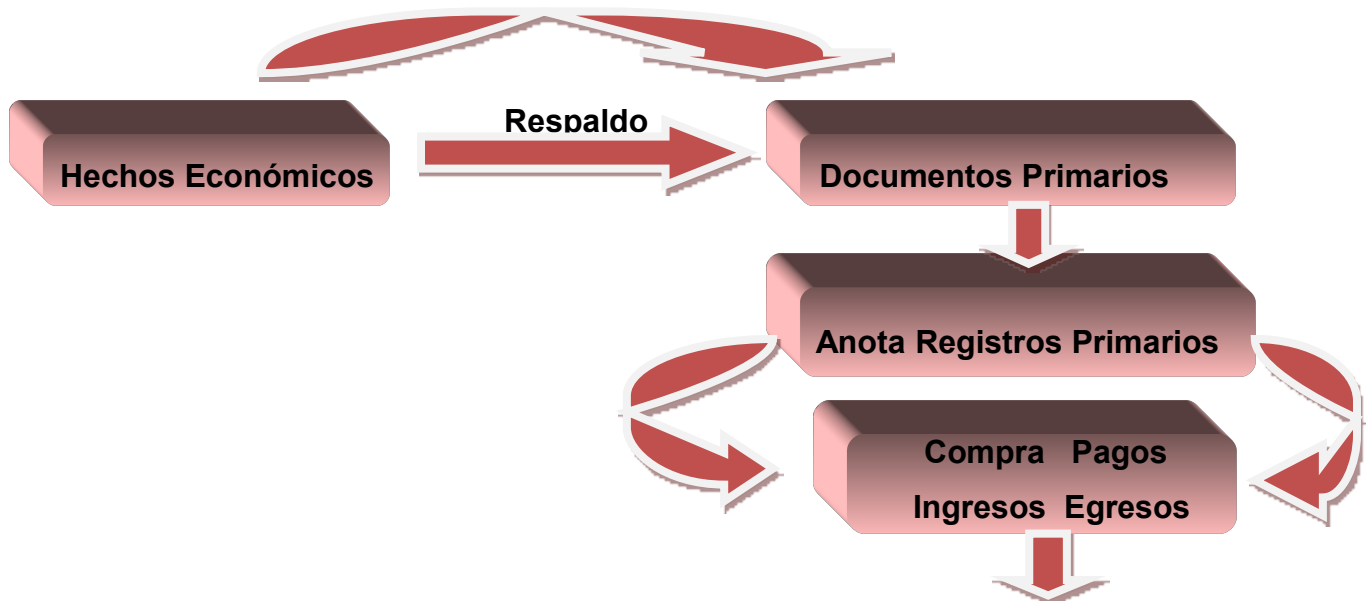 Respaldo
Hechos Económicos
Documentos Primarios
Anota Registros Primarios
Compra Pagos
Ingresos Egresos